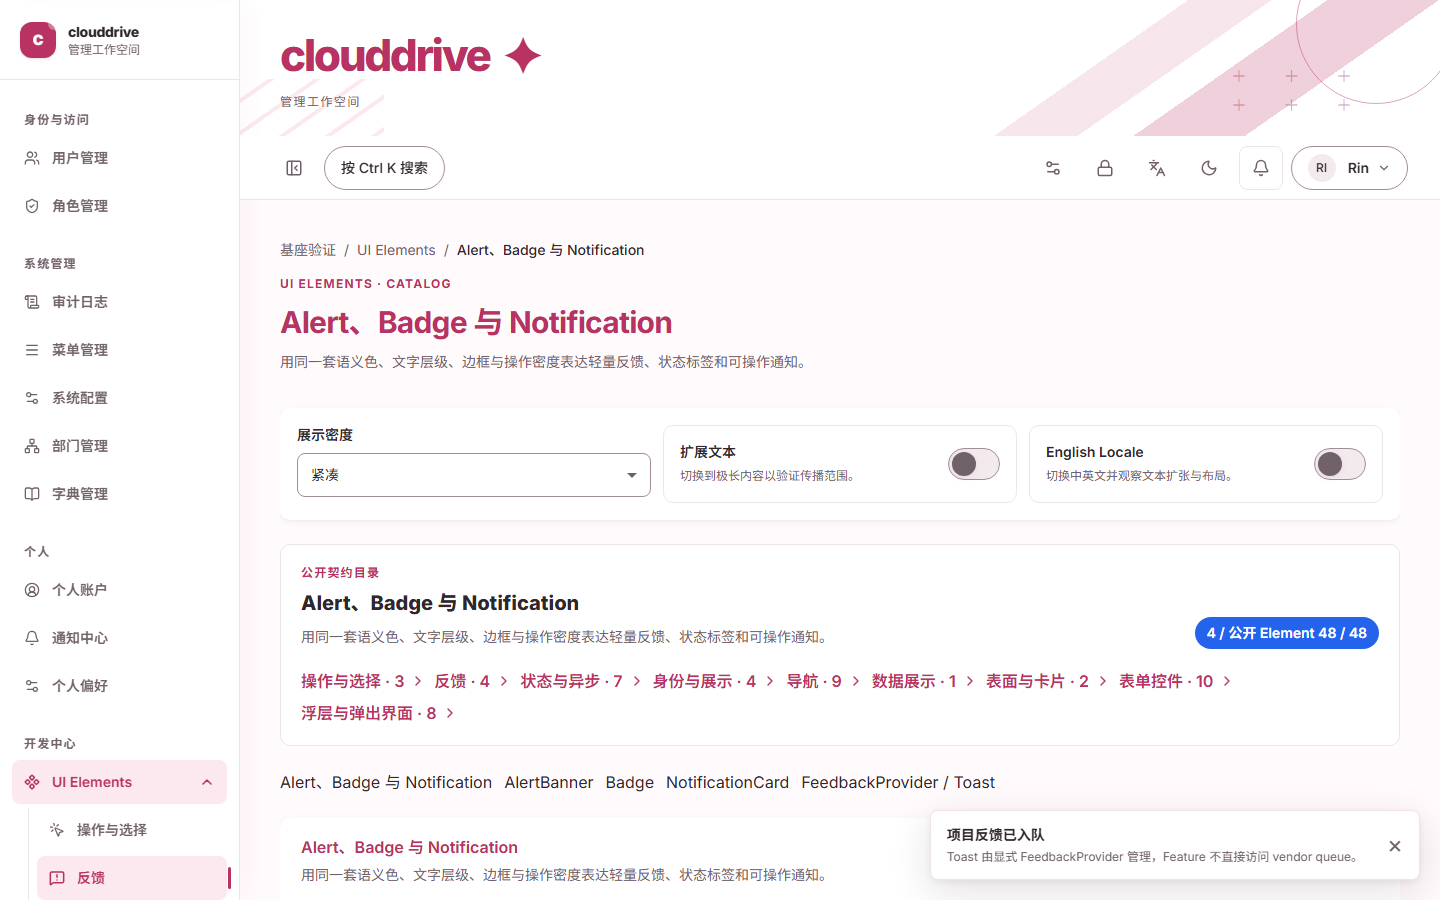 C
clouddrive
管理工作空间
身份与访问
用户管理
角色管理
系统管理
审计日志
菜单管理
系统配置
部门管理
字典管理
个人
个人账户
通知中心
个人偏好
开发中心
UI Elements
操作与选择
反馈
clouddrive
管理工作空间
按 Ctrl K 搜索
RI
Rin
基座验证 / UI Elements / Alert、Badge 与 Notification
UI ELEMENTS · CATALOG
Alert、Badge 与 Notification
用同一套语义色、文字层级、边框与操作密度表达轻量反馈、状态标签和可操作通知。
展示密度
紧凑
扩展文本
切换到极长内容以验证传播范围。
English Locale
切换中英文并观察文本扩张与布局。
公开契约目录
Alert、Badge 与 Notification
用同一套语义色、文字层级、边框与操作密度表达轻量反馈、状态标签和可操作通知。
4 / 公开 Element 48 / 48
操作与选择 · 3 反馈 · 4 状态与异步 · 7 身份与展示 · 4 导航 · 9 数据展示 · 1 表面与卡片 · 2 表单控件 · 10
浮层与弹出界面 · 8
Alert、Badge 与 Notification AlertBanner Badge NotificationCard FeedbackProvider / Toast
Alert、Badge 与 Notification
用同一套语义色、文字层级、边框与操作密度表达轻量反馈、状态标签和可操作通知。
项目反馈已入队
Toast 由显式 FeedbackProvider 管理，Feature 不直接访问 vendor queue。